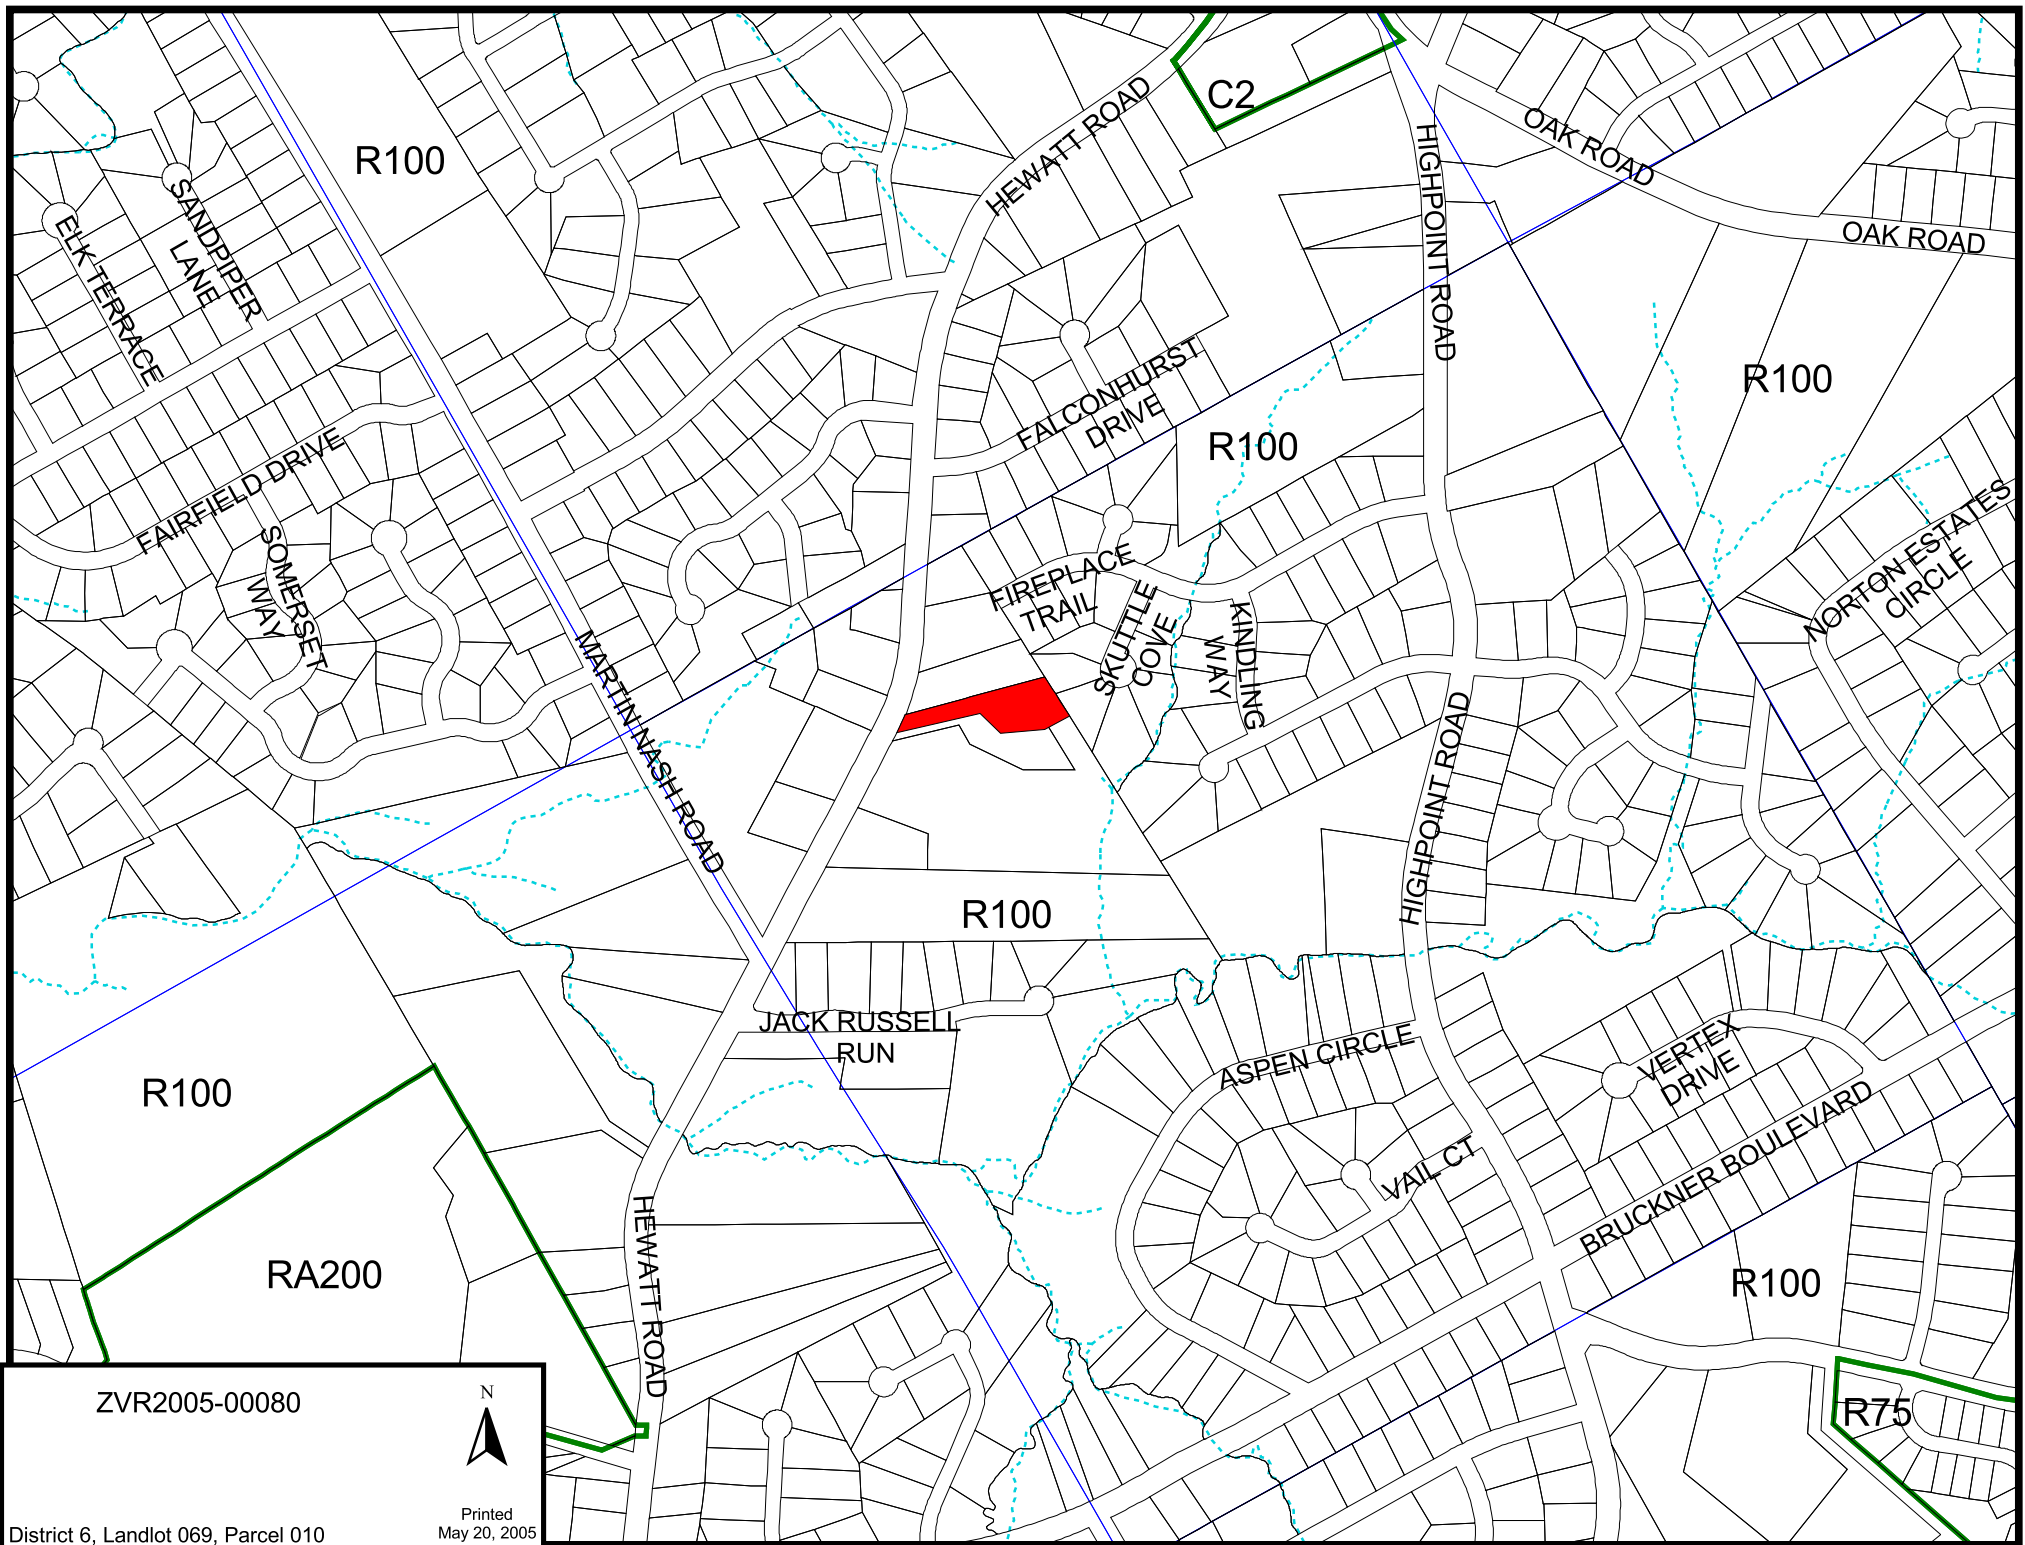 C2
HEWATT ROAD
HIGHPOINT ROAD
OAK ROAD
R100
SANDPIPER
LANE
ELK TERRACE
OAK ROAD
R100
FALCONHURST
DRIVE
R100
FAIRFIELD DRIVE
SOMERSET
WAY
FIREPLACE
TRAIL
SKUTTLE
COVE
KINDLING
WAY
NORTON ESTATES
CIRCLE
MARTIN NASH ROAD
HIGHPOINT ROAD
R100
JACK RUSSELL
RUN
ASPEN CIRCLE
VERTEX
DRIVE
R100
VAIL CT
BRUCKNER BOULEVARD
RA200
HEWATT ROAD
R100
R75
ZVR2005-00080
N
Printed
May 20, 2005
District 6, Landlot 069, Parcel 010